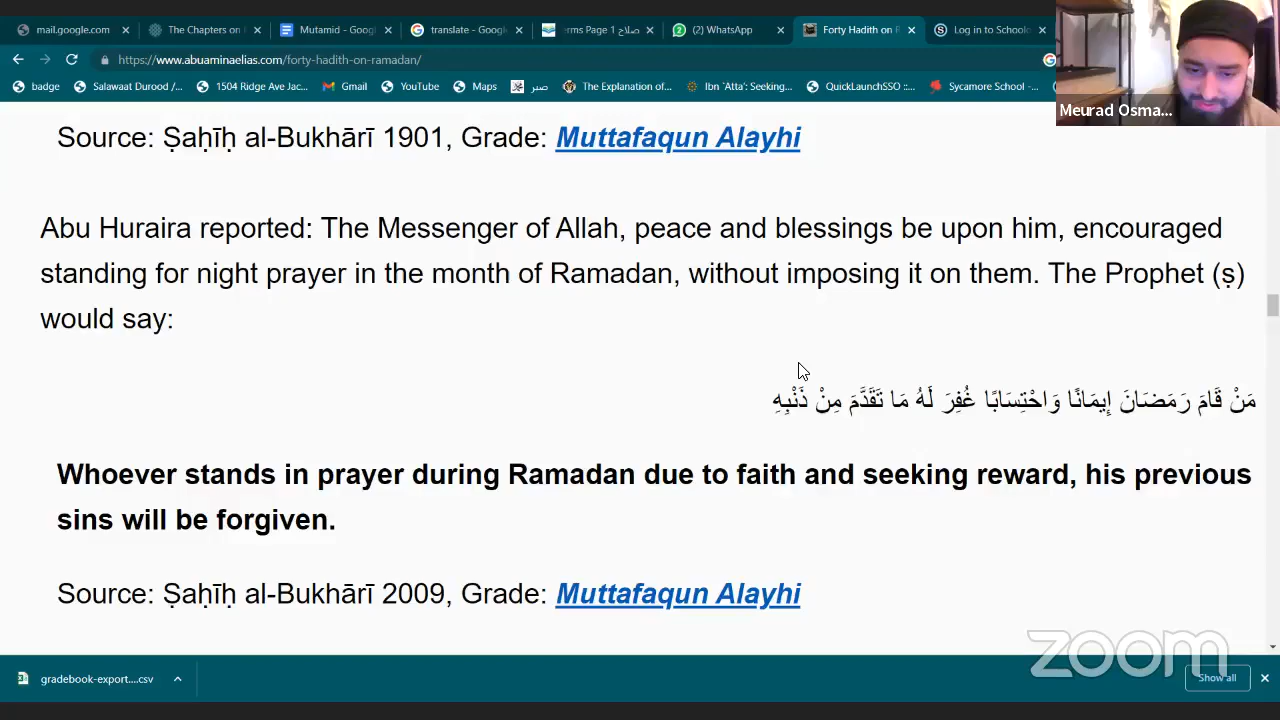 mail.google.com
The Chapters on
Mutamid - Goog
translate - Google
erms Page 1 صلاح
(2) WhatsApp
Forty Hadith on R
Log in to Schoolo
https://www.abuaminaelias.com/forty-hadith-on-ramadan/
badge
Salawaat Durood /...
1504 Ridge Ave Jac...
Gmail
YouTube
Maps
صبر
The Explanation of...
Ibn `Atta': Seeking...
QuickLaunchSSO ::...
Sycamore School -...
Meurad Osma...
Source: Ṣaḥīḥ al-Bukhārī 1901, Grade: Muttafaqun Alayhi
Abu Huraira reported: The Messenger of Allah, peace and blessings be upon him, encouraged
standing for night prayer in the month of Ramadan, without imposing it on them. The Prophet (ṣ)
would say:
مَنْ قَامَ رَمَضَانَ إِيمَانًا وَاحْتِسَابًا غُفِرَ لَهُ مَا تَقَدَّمَ مِنْ ذَنْبِهِ
Whoever stands in prayer during Ramadan due to faith and seeking reward, his previous
sins will be forgiven.
Source: Ṣaḥīḥ al-Bukhārī 2009, Grade: Muttafaqun Alayhi
zoom
gradebook-export....csv
Show all